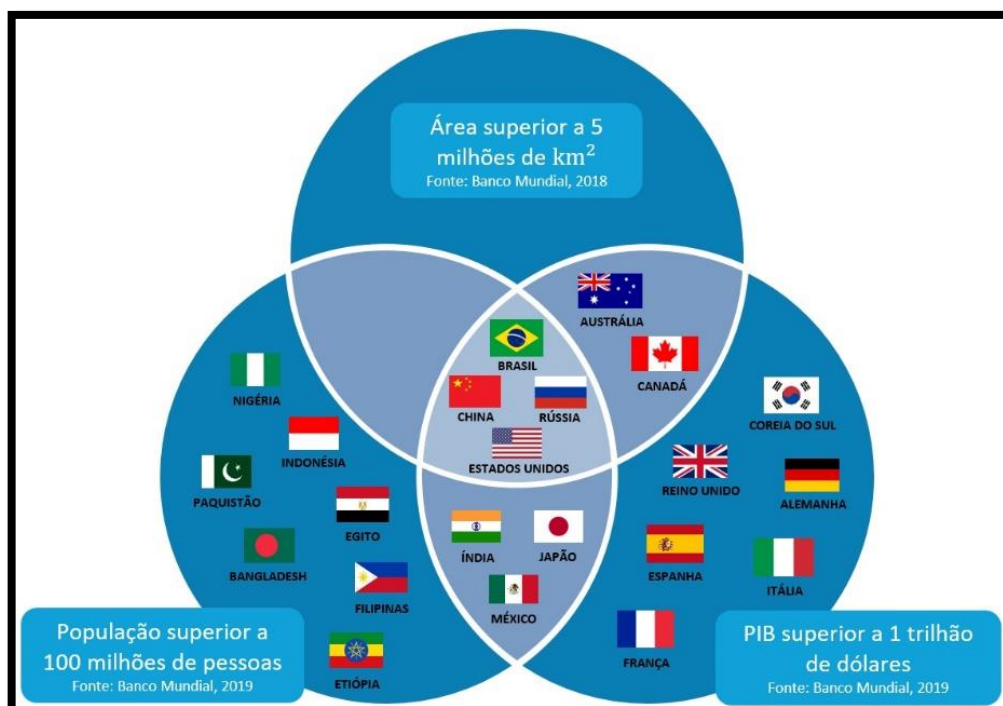 Área superior a 5
milhões de km²
Fonte: Banco Mundial, 2018
AUSTRÁLIA
BRASIL
CANADÁ
NIGÉRIA
CHINA
RÚSSIA
COREIA DO SUL
INDONÉSIA
ESTADOS UNIDOS
PAQUISTÃO
REINO UNIDO
ALEMANHA
EGITO
ÍNDIA
JAPÃO
BANGLADESH
ESPANHA
ITÁLIA
FILIPINAS
MÉXICO
População superior a
100 milhões de pessoas
Fonte: Banco Mundial, 2019
ETIÓPIA
FRANÇA
PIB superior a 1 trilhão
de dólares
Fonte: Banco Mundial, 2019